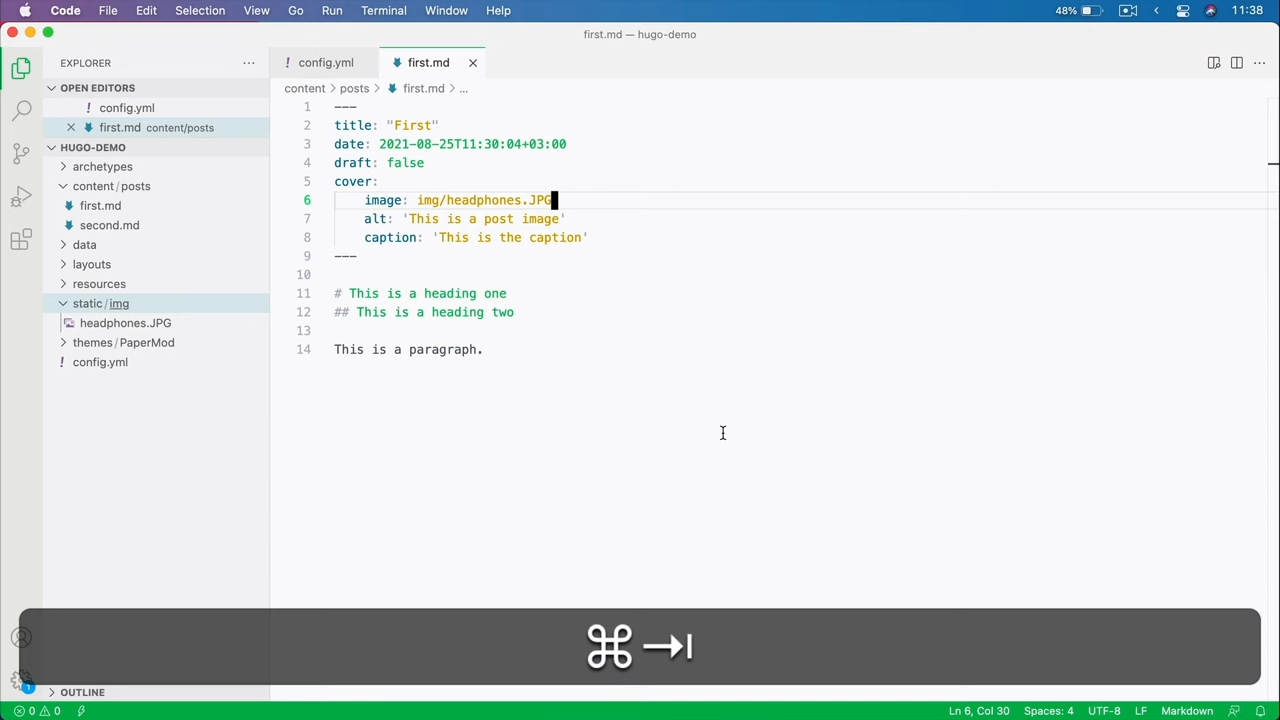 Code File Edit Selection View Go Run Terminal Window Help 48% 11:38
first.md — hugo-demo
EXPLORER
config.yml first.md
OPEN EDITORS
config.yml
first.md content/posts
HUGO-DEMO
archetypes
content/posts
first.md
second.md
data
layouts
resources
static/img
headphones.JPG
themes/PaperMod
config.yml
OUTLINE
content > posts > first.md > ...
1 ---
2 title: "First"
3 date: 2021-08-25T11:30:04+03:00
4 draft: false
5 cover:
6 image: img/headphones.JPG
7 alt: 'This is a post image'
8 caption: 'This is the caption'
9 ---
10
11 # This is a heading one
12 ## This is a heading two
13
14 This is a paragraph.
⌘⇥
1
0 0 Ln 6, Col 30 Spaces: 4 UTF-8 LF Markdown